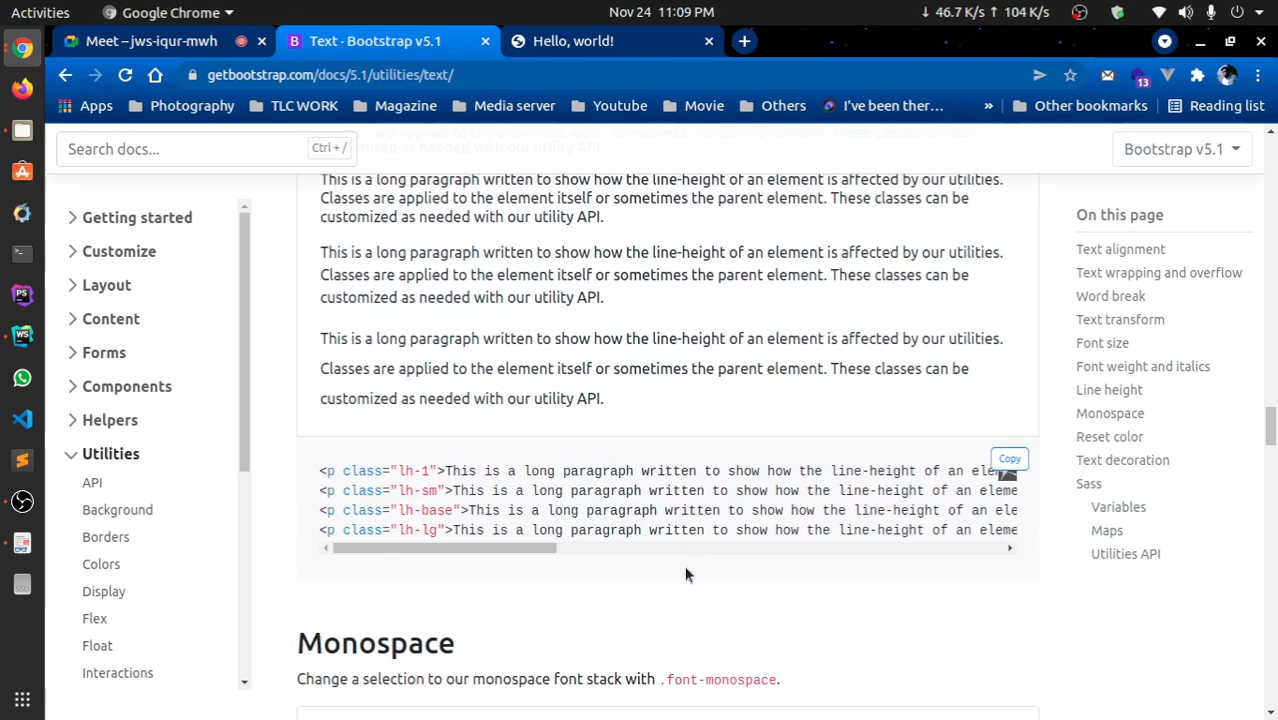 Activities
Google Chrome
Nov 24 11:09 PM
↓ 46.7 K/s ↑ 104 K/s
Meet – jws-iqur-mwh
Text · Bootstrap v5.1
Hello, world!
getbootstrap.com/docs/5.1/utilities/text/
13
Apps
Photography
TLC WORK
Magazine
Media server
Youtube
Movie
Others
I've been ther…
»
Other bookmarks
Reading list
Search docs...
Ctrl + /
Bootstrap v5.1
Getting started
Customize
Layout
Content
Forms
Components
Helpers
Utilities
API
Background
Borders
Colors
Display
Flex
Float
Interactions
customized as needed with our utility API.
This is a long paragraph written to show how the line-height of an element is affected by our utilities.
Classes are applied to the element itself or sometimes the parent element. These classes can be
customized as needed with our utility API.
This is a long paragraph written to show how the line-height of an element is affected by our utilities.
Classes are applied to the element itself or sometimes the parent element. These classes can be
customized as needed with our utility API.
This is a long paragraph written to show how the line-height of an element is affected by our utilities.
Classes are applied to the element itself or sometimes the parent element. These classes can be
customized as needed with our utility API.
Copy
<p class="lh-1">This is a long paragraph written to show how the line-height of an ele
<p class="lh-sm">This is a long paragraph written to show how the line-height of an eleme
<p class="lh-base">This is a long paragraph written to show how the line-height of an ele
<p class="lh-lg">This is a long paragraph written to show how the line-height of an eleme
Monospace
Change a selection to our monospace font stack with .font-monospace.
On this page
Text alignment
Text wrapping and overflow
Word break
Text transform
Font size
Font weight and italics
Line height
Monospace
Reset color
Text decoration
Sass
Variables
Maps
Utilities API